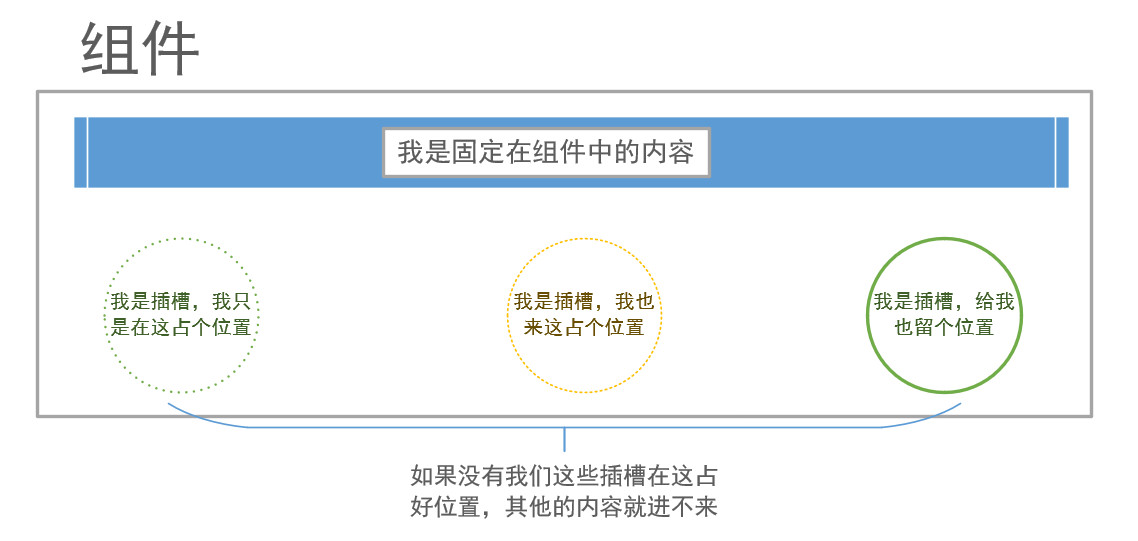 组件
我是固定在组件中的内容
我是插槽，我只
是在这占个位置
我是插槽，我也
来这占个位置
我是插槽，给我
也留个位置
如果没有我们这些插槽在这占
好位置，其他的内容就进不来